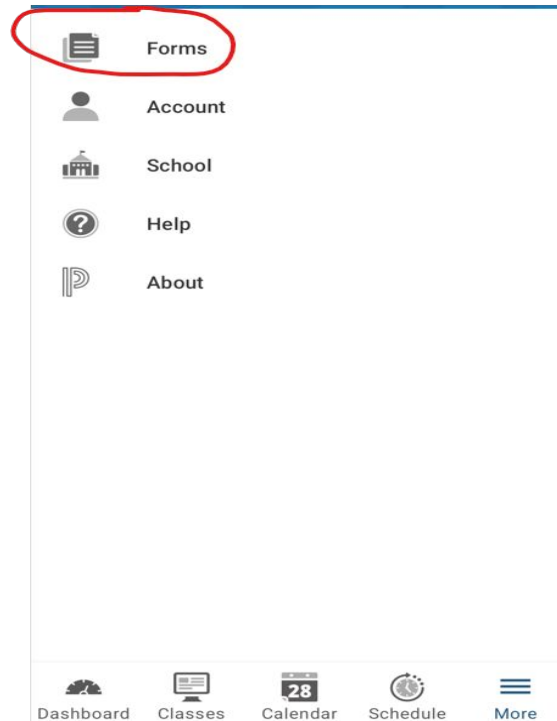 Forms
Account
School
Help
About
28
Dashboard Classes Calendar Schedule More